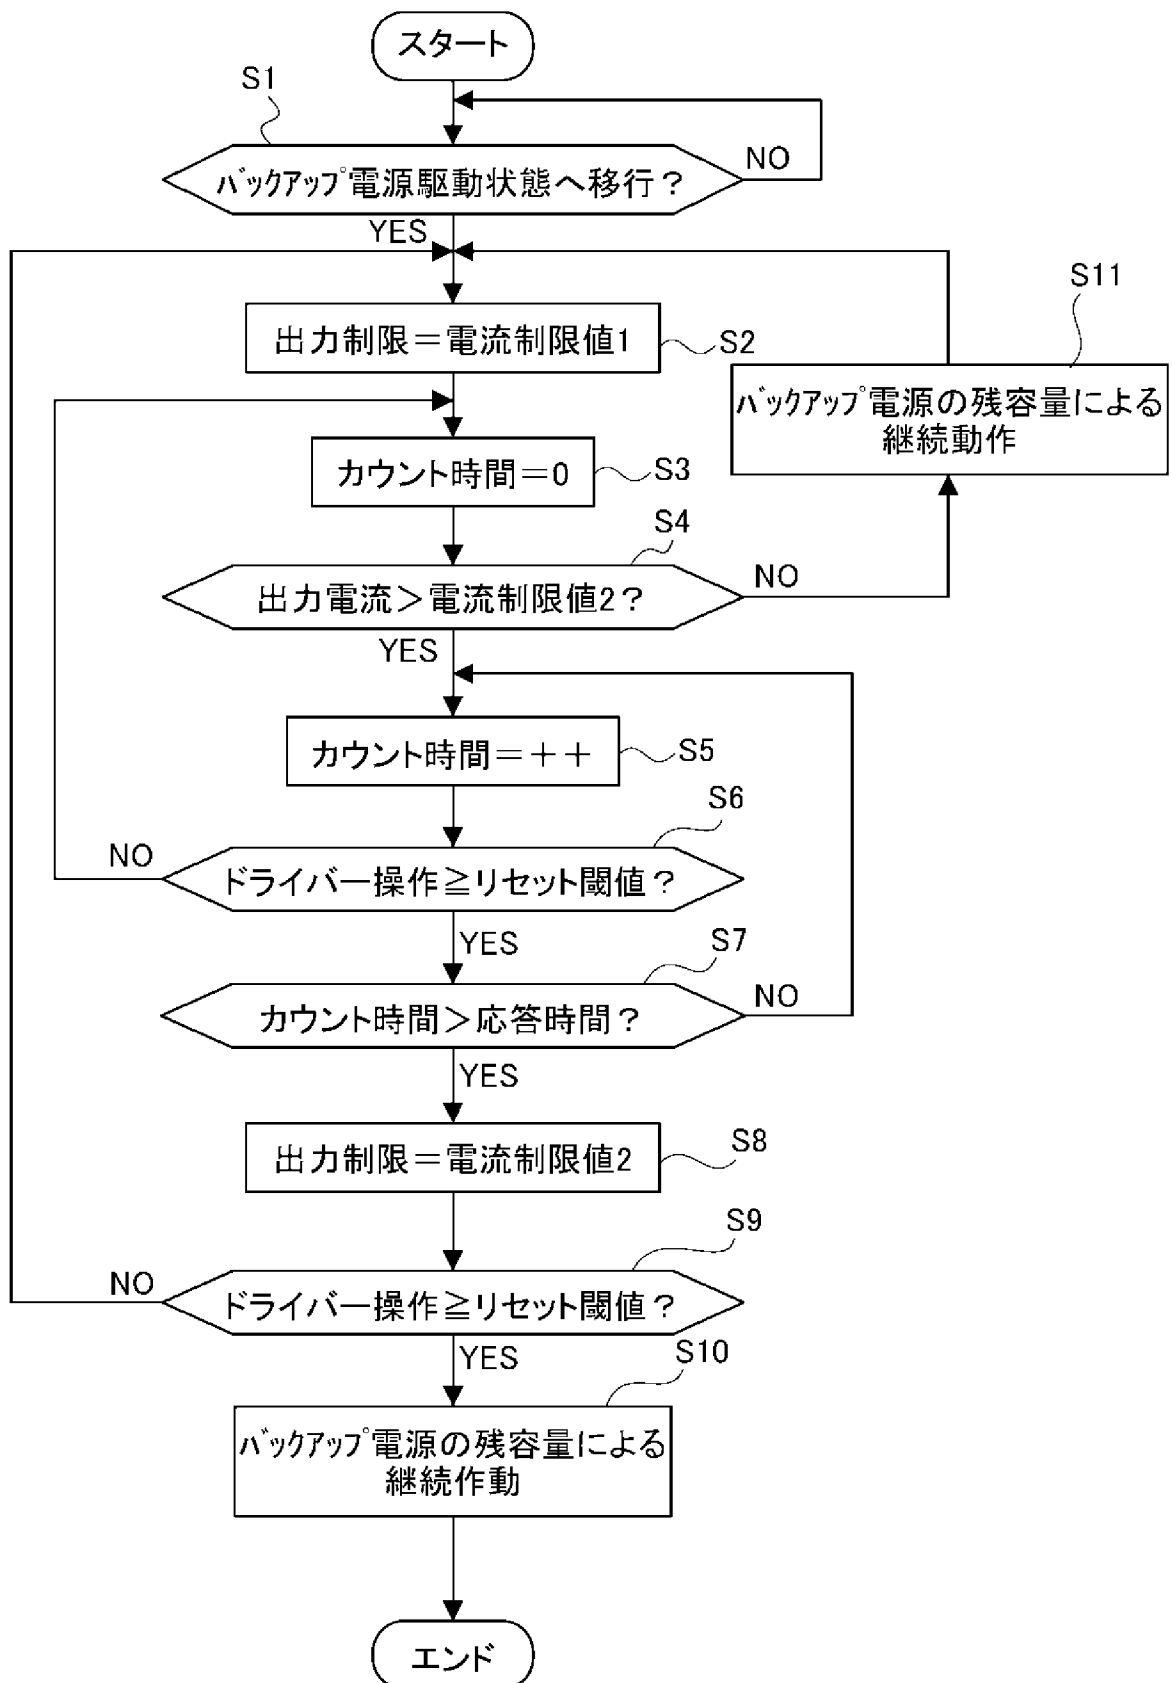 スタート
S1
バックアップ電源駆動状態へ移行？
NO
YES
出力制限＝電流制限値1
S2
S11
バックアップ電源の残容量による
継続動作
カウント時間＝0
S3
S4
出力電流＞電流制限値2？
NO
YES
カウント時間＝＋＋
S5
S6
ドライバー操作≧リセット閾値？
NO
YES
S7
カウント時間＞応答時間？
NO
YES
出力制限＝電流制限値2
S8
S9
ドライバー操作≧リセット閾値？
NO
YES
S10
バックアップ電源の残容量による
継続作動
エンド